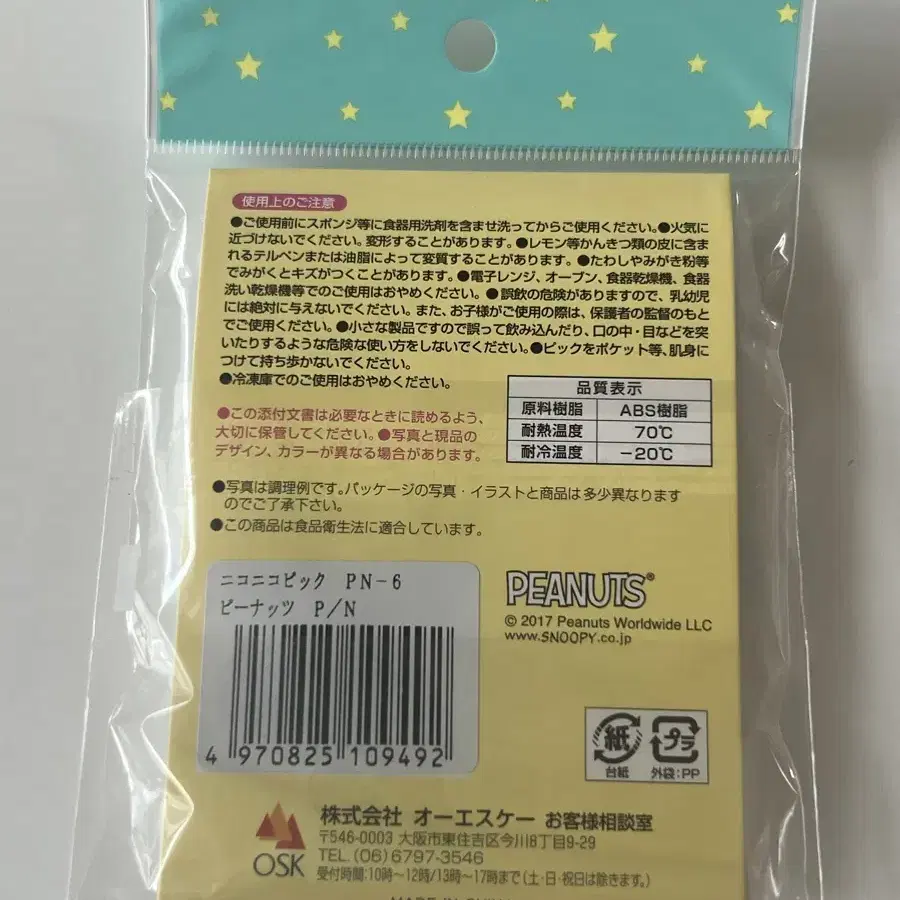 使用上のご注意
●ご使用前にスポンジ等に食器用洗剤を含ませ洗ってからご使用ください。●火気に
近づけないでください。変形することがあります。●レモン等かんきつ類の皮に含ま
れるテルペンまたは油脂によって変質することがあります。●たわしやみがき粉等
でみがくとキズがつくことがあります。●電子レンジ、オーブン、食器乾燥機、食器
洗い乾燥機等でのご使用はおやめください。●誤飲の危険がありますので、乳幼児
には絶対に与えないでください。また、お子様がご使用の際は、保護者の監督のもと
でご使用ください。●小さな製品ですので誤って飲み込んだり、口の中・目などを突
いたりするような危険な使い方をしないでください。●ピックをポケット等、肌身に
つけて持ち歩かないでください。
●冷凍庫でのご使用はおやめください。
●この添付文書は必要なときに読めるよう、
大切に保管してください。●写真と現品の
デザイン、カラーが異なる場合があります。
品質表示
原料樹脂 ABS樹脂
耐熱温度 70℃
耐冷温度 −20℃
●写真は調理例です。パッケージの写真・イラストと商品は多少異なります
のでご了承下さい。
●この商品は食品衛生法に適合しています。
ニコニコピック PN-6
ピーナッツ P/N
4 970825 109492
PEANUTS®
© 2017 Peanuts Worldwide LLC
www.SNOOPY.co.jp
紙 プラ
台紙 外袋:PP
OSK
株式会社 オーエスケー お客様相談室
〒546-0003 大阪市東住吉区今川8丁目9-29
TEL.(06)6797-3546
受付時間:10時〜12時/13時〜17時まで(土・日・祝日は除きます。)